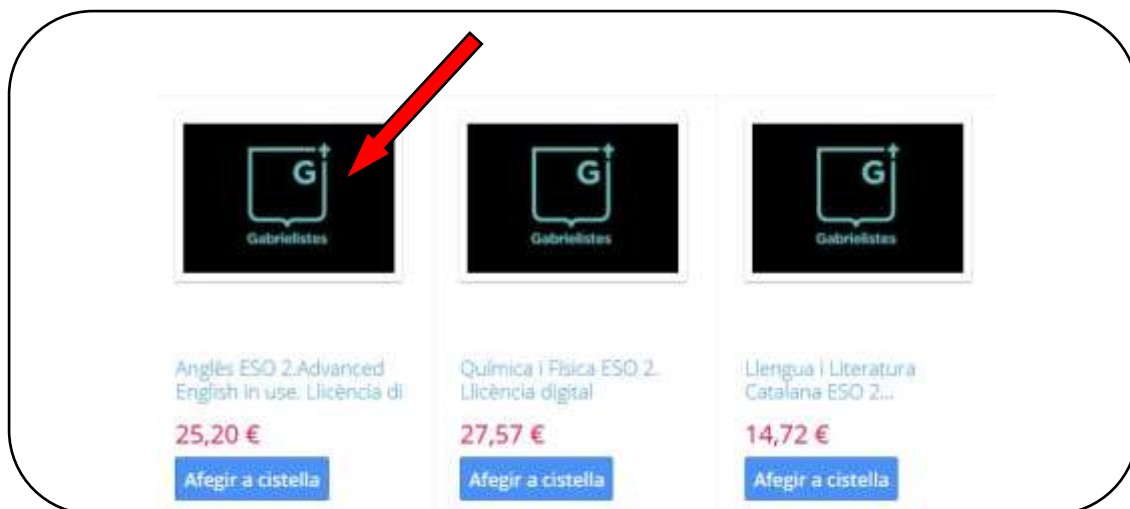 G
Gabrielistes
G
Gabrielistes
G
Gabrielistes
Anglès ESO 2.Advanced
English in use. Llicència di
25,20 €
Afegir a cistella
Química i Física ESO 2.
Llicència digital
27,57 €
Afegir a cistella
Llengua i Literatura
Catalana ESO 2...
14,72 €
Afegir a cistella